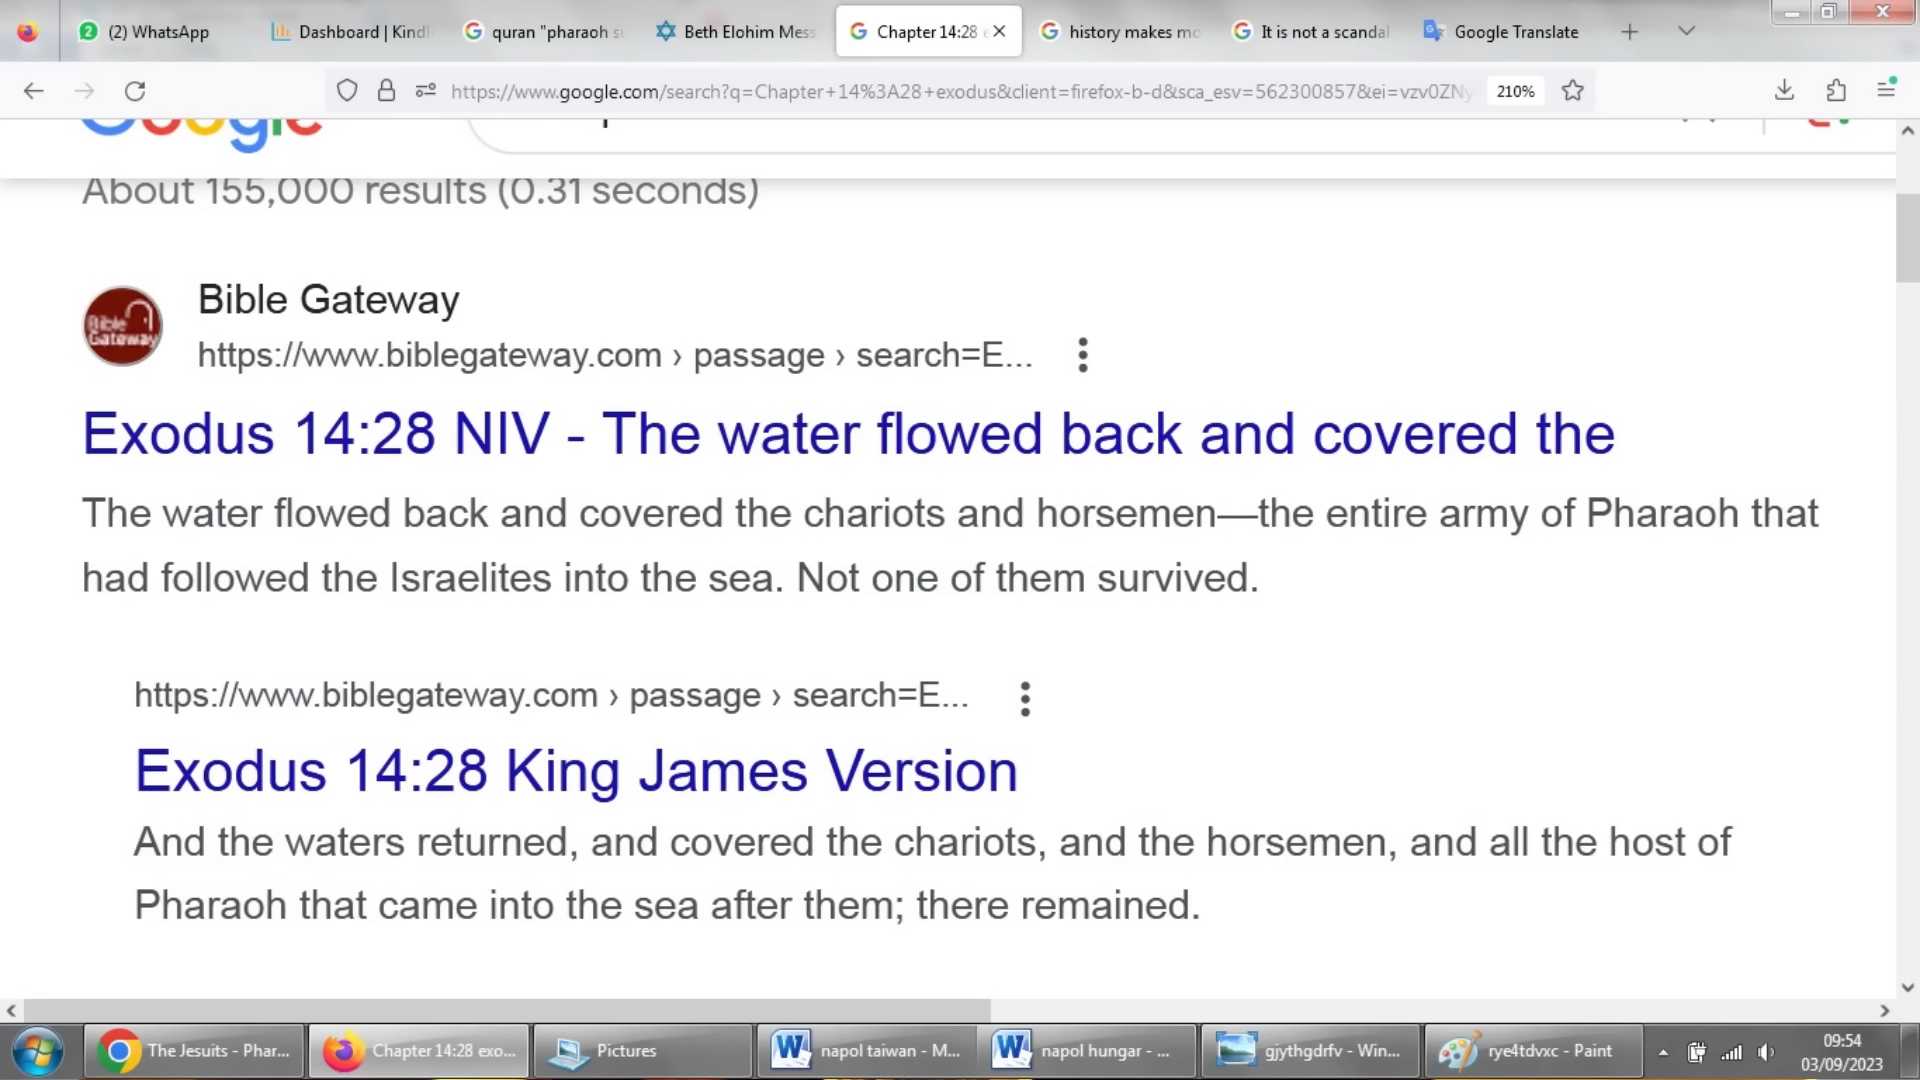 (2) WhatsApp
Dashboard | Kindl
quran "pharaoh s
Beth Elohim Mess
Chapter 14:28 e
history makes mo
It is not a scandal
Google Translate
https://www.google.com/search?q=Chapter+14%3A28+exodus&client=firefox-b-d&sca_esv=562300857&ei=vzv0ZNy
210%
Google
About 155,000 results (0.31 seconds)
Bible Gateway
Bible Gateway
https://www.biblegateway.com › passage › search=E...
Exodus 14:28 NIV - The water flowed back and covered the
The water flowed back and covered the chariots and horsemen—the entire army of Pharaoh that
had followed the Israelites into the sea. Not one of them survived.
https://www.biblegateway.com › passage › search=E...
Exodus 14:28 King James Version
And the waters returned, and covered the chariots, and the horsemen, and all the host of
Pharaoh that came into the sea after them; there remained.
The Jesuits - Phar...
Chapter 14:28 exo...
Pictures
napol taiwan - M...
napol hungar - ...
gjythgdrfv - Win...
rye4tdvxc - Paint
09:54
03/09/2023